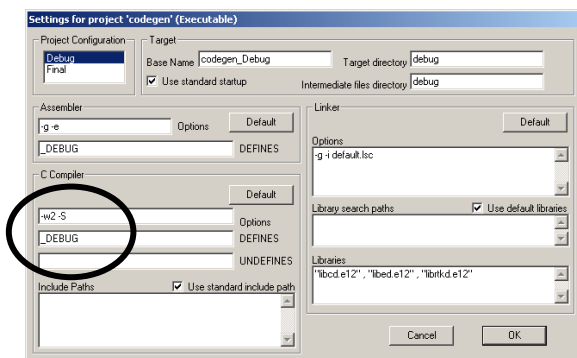 Settings for project 'codegen' (Executable)
Project Configuration
Debug
Final
Target
Base Name codegen_Debug
Target directory debug
Use standard startup
Intermediate files directory debug
Assembler
-g -e Options Default
_DEBUG DEFINES
C Compiler
Default
-w2 -S Options
_DEBUG DEFINES
UNDEFINES
Include Paths Use standard include path
Linker
Default
Options
-g -i default.lsc
Library search paths Use default libraries
Libraries
"libcd.e12" , "libed.e12" , "librtkd.e12"
Cancel OK